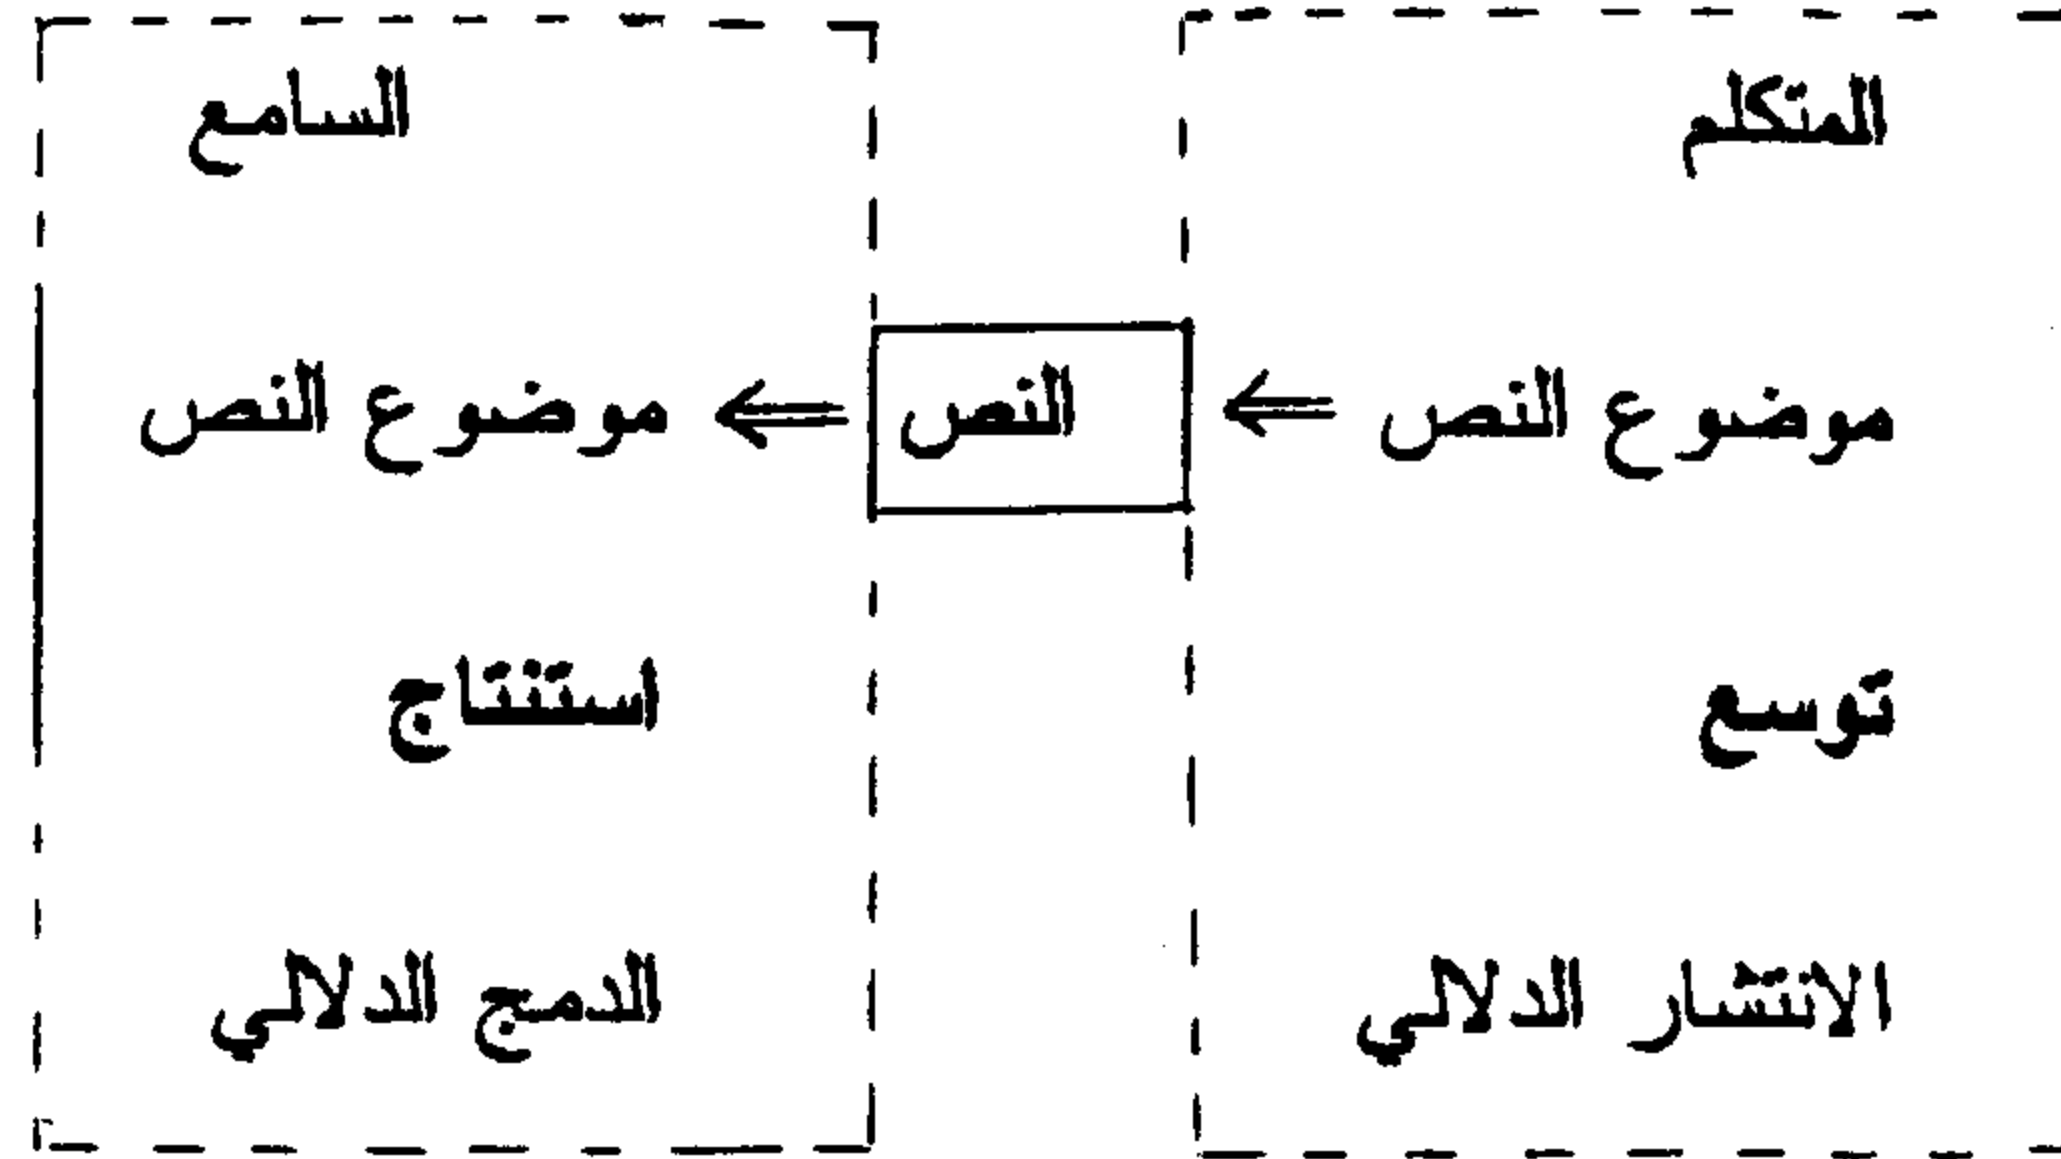 المتكلم السامع
موضوع النص ⇐ النص ⇐ موضوع النص
توسع استنتاج
الانتشار الدلالي الدمج الدلالي